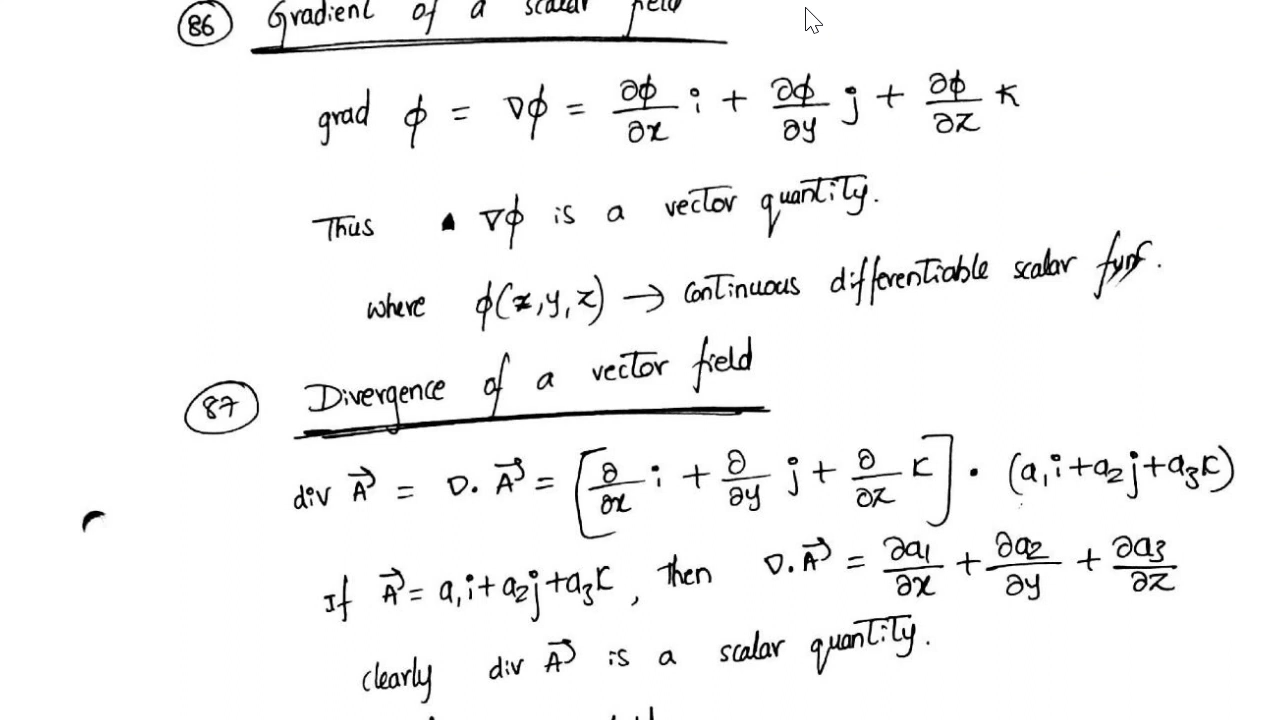 86 Gradient of a scalar field
grad ϕ = ∇ϕ = ∂ϕ/∂x i + ∂ϕ/∂y j + ∂ϕ/∂z k
Thus ∇ϕ is a vector quantity.
where ϕ(x,y,z) → continuous differentiable scalar funⁿ.
87 Divergence of a vector field
div A⃗ = ∇. A⃗ = [∂/∂x i + ∂/∂y j + ∂/∂z k] . (a₁i+a₂j+a₃k)
If A⃗ = a₁i+a₂j+a₃k, then ∇.A⃗ = ∂a₁/∂x + ∂a₂/∂y + ∂a₃/∂z
clearly div A⃗ is a scalar quantity.